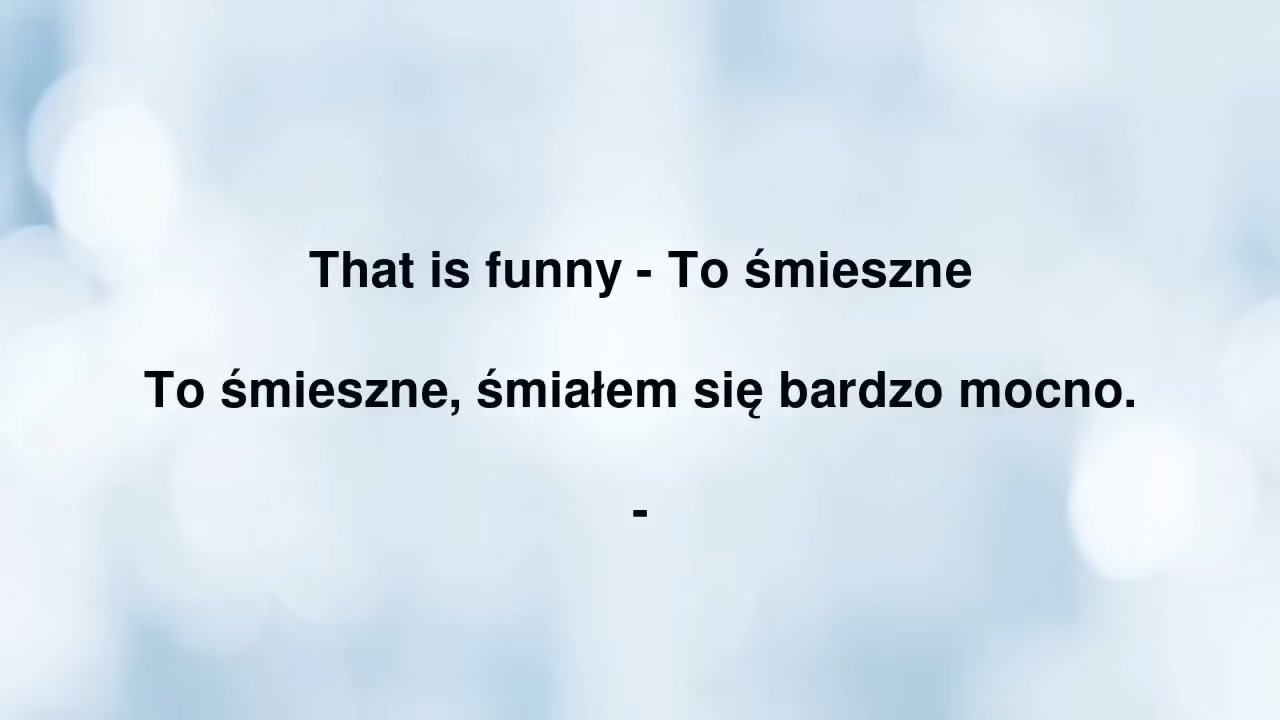 That is funny - To śmieszne
To śmieszne, śmiałem się bardzo mocno.
-